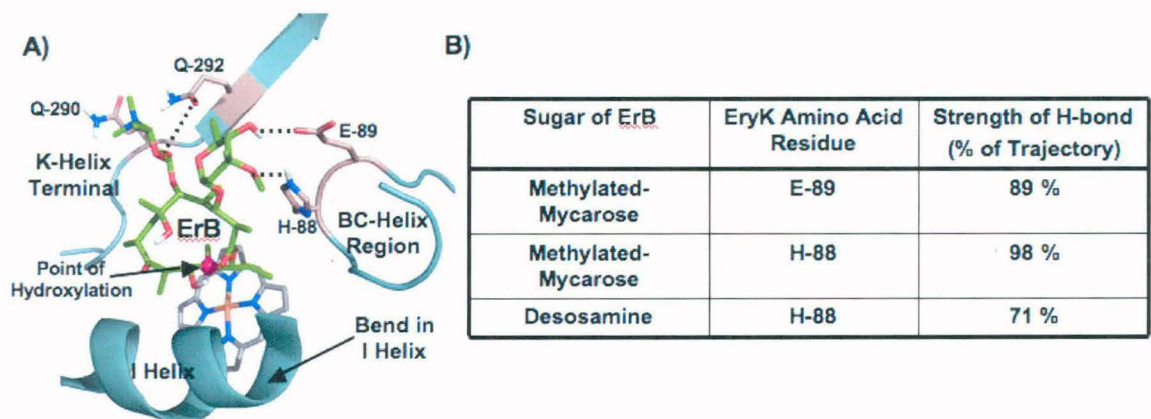 A)
Q-292
Q-290
E-89
K-Helix
Terminal
H-88
BC-Helix
Region
ErB
Point of
Hydroxylation
Bend in
I Helix
I Helix
B)
Sugar of ErB
EryK Amino Acid
Residue
Strength of H-bond
(% of Trajectory)
Methylated-
Mycarose
E-89
89 %
Methylated-
Mycarose
H-88
98 %
Desosamine
H-88
71 %